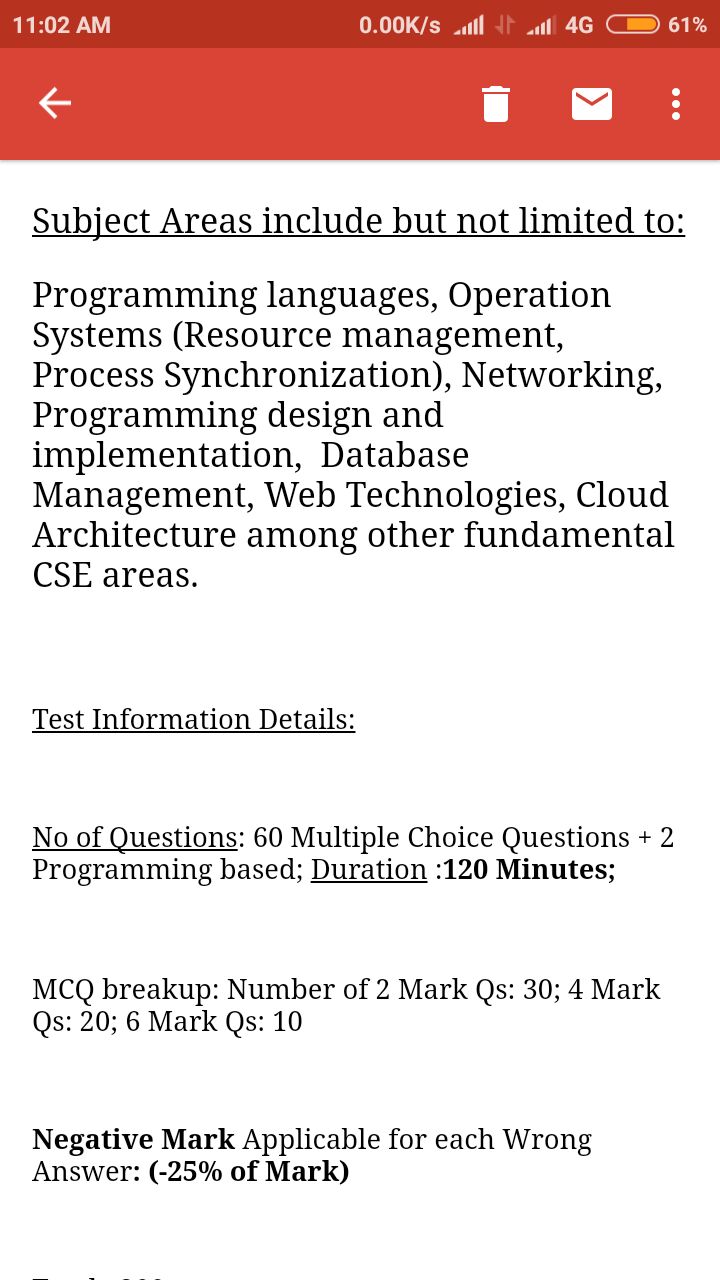 11:02 AM 0.00K/s 4G 61%
Subject Areas include but not limited to:
Programming languages, Operation
Systems (Resource management,
Process Synchronization), Networking,
Programming design and
implementation,  Database
Management, Web Technologies, Cloud
Architecture among other fundamental
CSE areas.
Test Information Details:
No of Questions: 60 Multiple Choice Questions + 2
Programming based; Duration :120 Minutes;
MCQ breakup: Number of 2 Mark Qs: 30; 4 Mark
Qs: 20; 6 Mark Qs: 10
Negative Mark Applicable for each Wrong
Answer: (-25% of Mark)